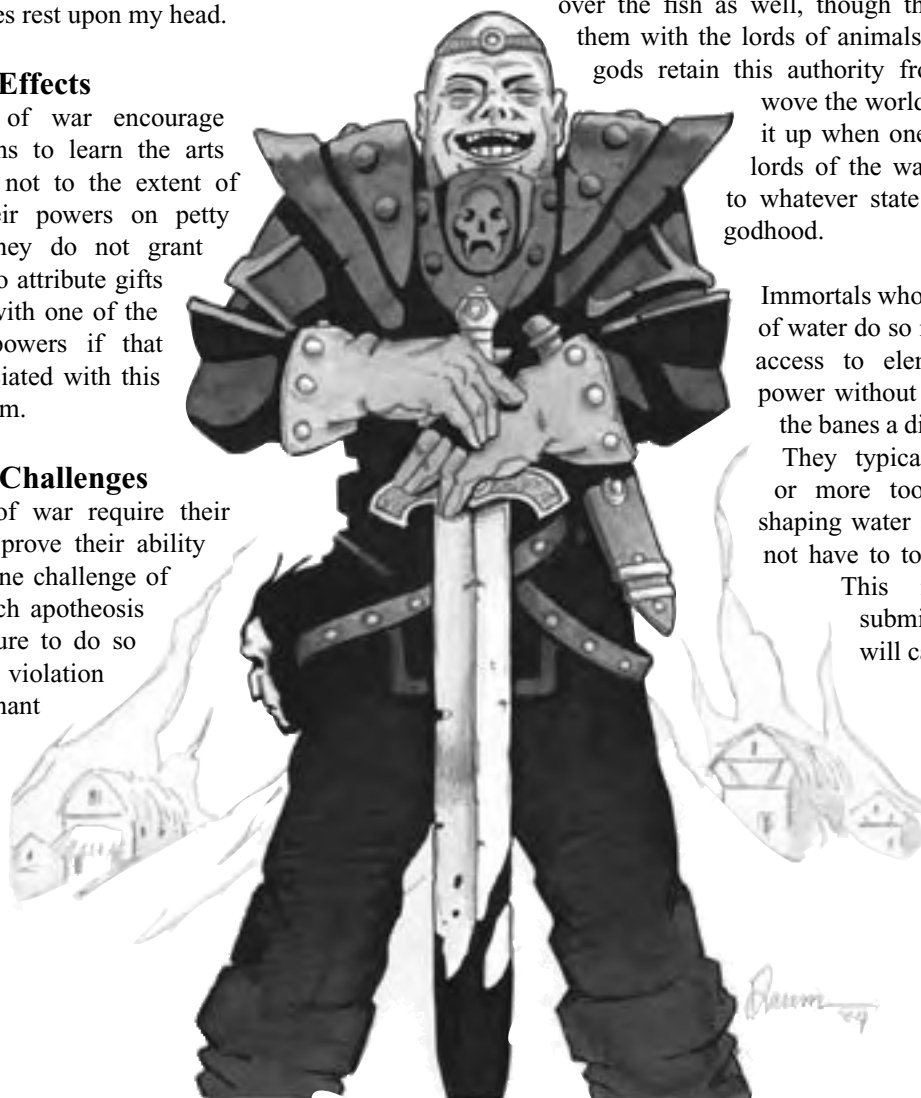 es rest upon my head.
Effects
of war encourage
ns to learn the arts
not to the extent of
eir powers on petty
hey do not grant
o attribute gifts
with one of the
powers if that
ciated with this
m.
Challenges
of war require their
prove their ability
ne challenge of
ch apotheosis
ure to do so
violation
nant
over the fish as well, though th
them with the lords of animals
gods retain this authority fr
wove the world
it up when one
lords of the wa
to whatever state
godhood.
Immortals who
of water do so
access to eler
power without
the banes a di
They typica
or more too
shaping water
not have to to
This
submi
will ca